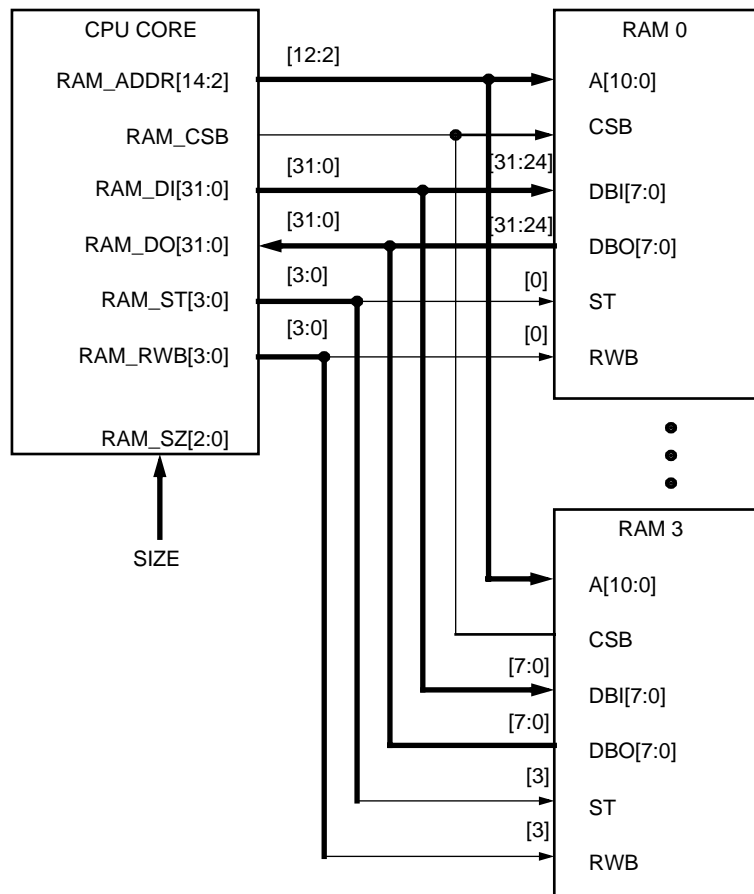 CPU CORE
RAM_ADDR[14:2]
RAM_CSB
RAM_DI[31:0]
RAM_DO[31:0]
RAM_ST[3:0]
RAM_RWB[3:0]
RAM_SZ[2:0]
SIZE
[12:2]
[31:0]
[31:0]
[3:0]
[3:0]
RAM 0
A[10:0]
CSB
[31:24]
DBI[7:0]
[31:24]
DBO[7:0]
[0]
ST
[0]
RWB
RAM 3
A[10:0]
CSB
[7:0]
DBI[7:0]
[7:0]
DBO[7:0]
[3]
ST
[3]
RWB